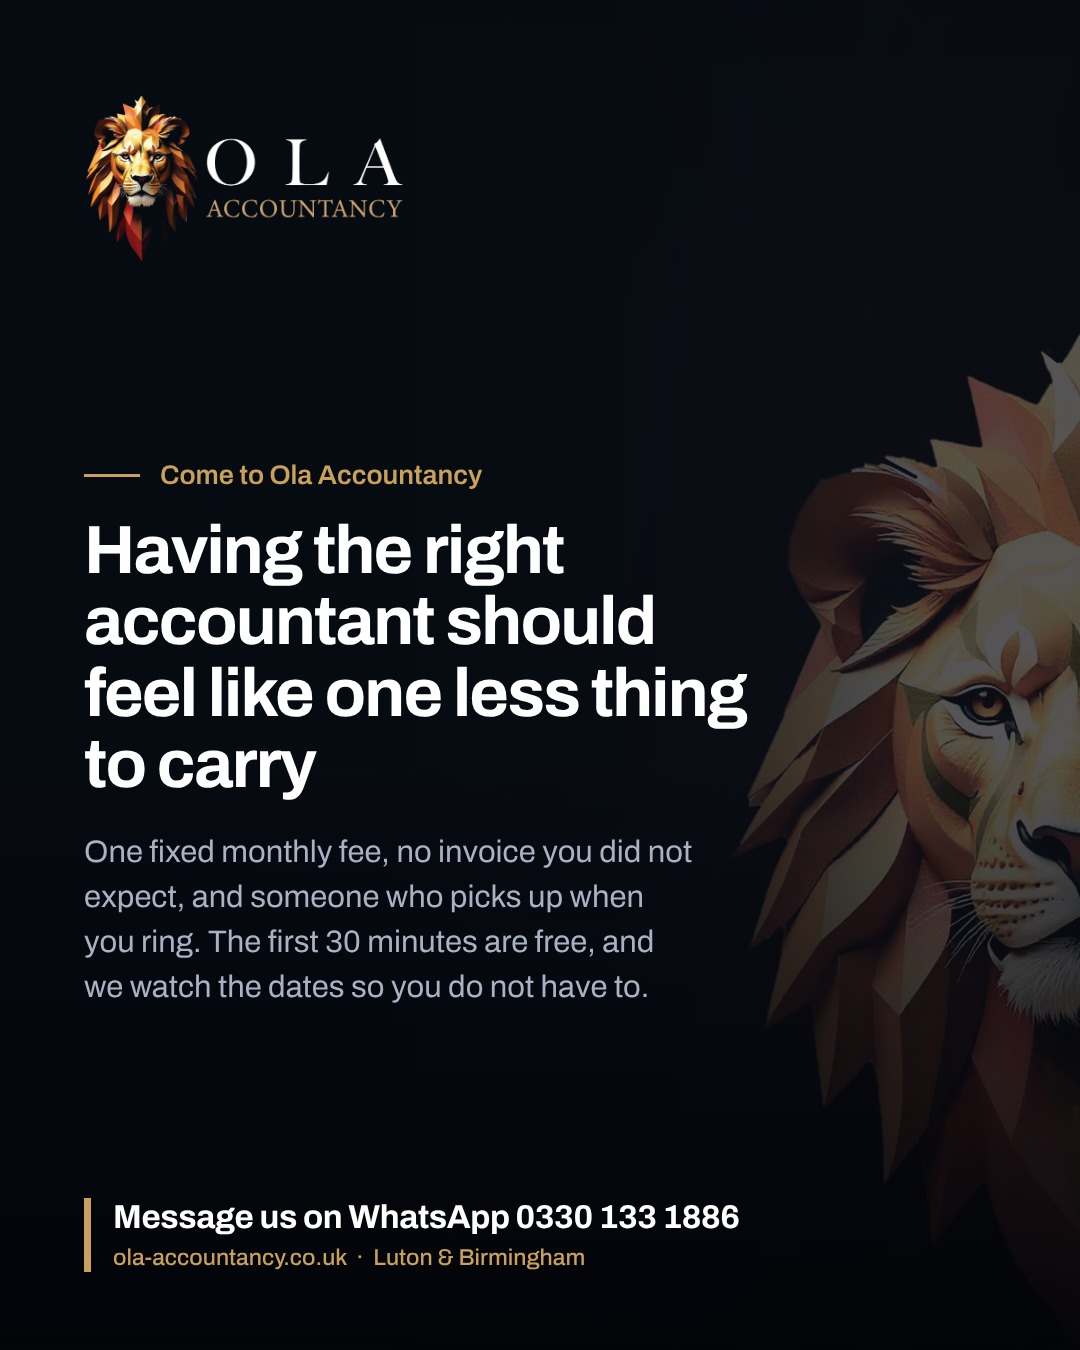 OLA
ACCOUNTANCY
Come to Ola Accountancy
Having the right
accountant should
feel like one less thing
to carry
One fixed monthly fee, no invoice you did not
expect, and someone who picks up when
you ring. The first 30 minutes are free, and
we watch the dates so you do not have to.
Message us on WhatsApp 0330 133 1886
ola-accountancy.co.uk · Luton & Birmingham